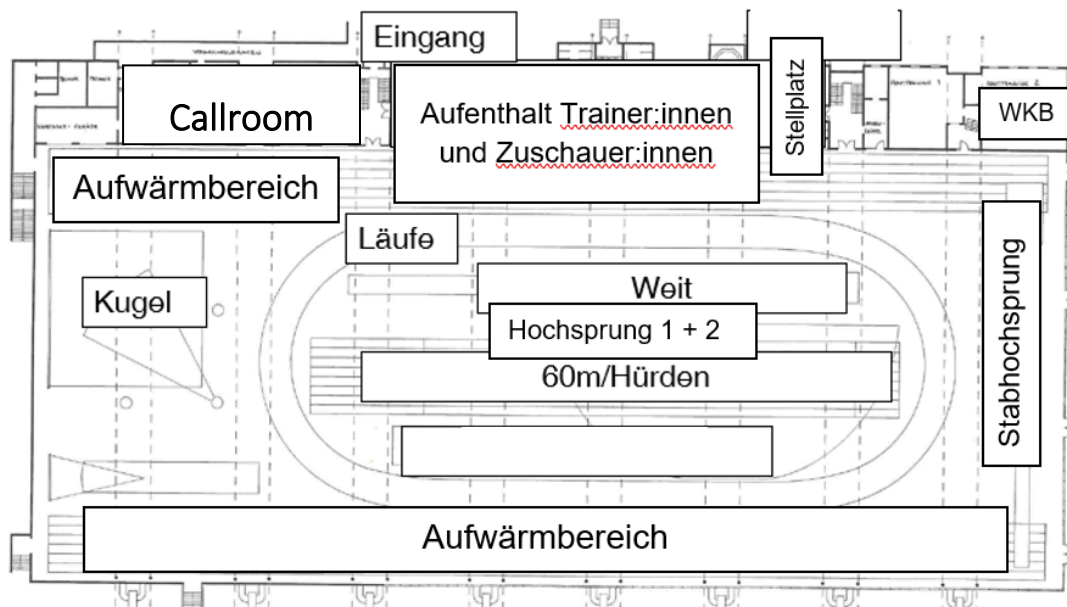 Eingang
Callroom
Aufenthalt Trainer:innen
und Zuschauer:innen
Stellplatz
WKB
Aufwärmbereich
Läufe
Kugel
Weit
Hochsprung 1 + 2
60m/Hürden
Stabhochsprung
Aufwärmbereich